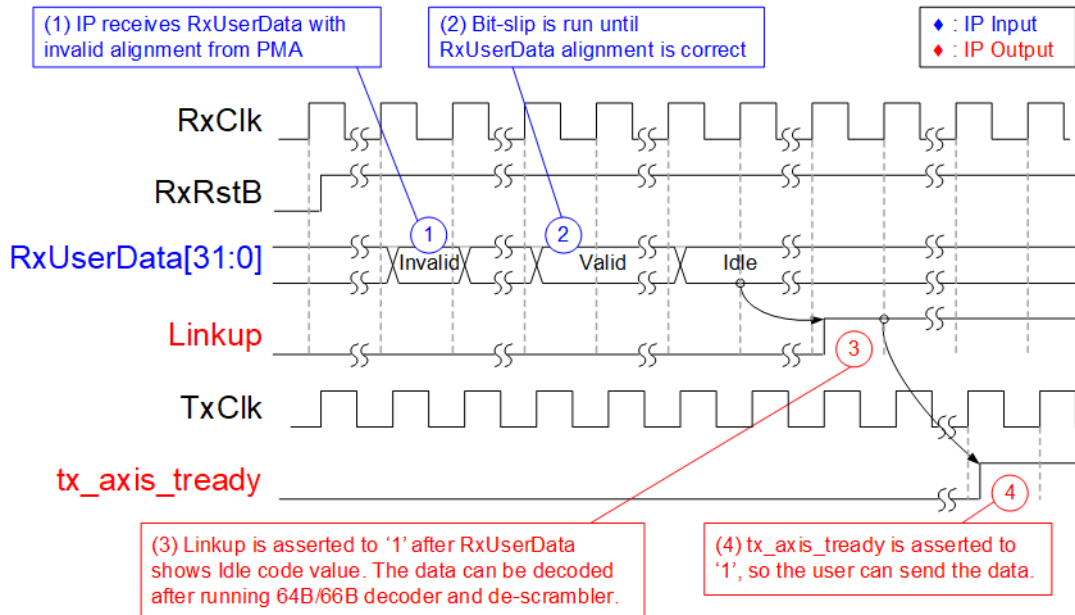 (1) IP receives RxUserData with
invalid alignment from PMA
(2) Bit-slip is run until
RxUserData alignment is correct
♦ : IP Input
♦ : IP Output
RxClk
RxRstB
RxUserData[31:0]
1
Invalid
2
Valid
Idle
Linkup
3
TxClk
tx_axis_tready
4
(3) Linkup is asserted to ‘1’ after RxUserData
shows Idle code value. The data can be decoded
after running 64B/66B decoder and de-scrambler.
(4) tx_axis_tready is asserted to
‘1’, so the user can send the data.